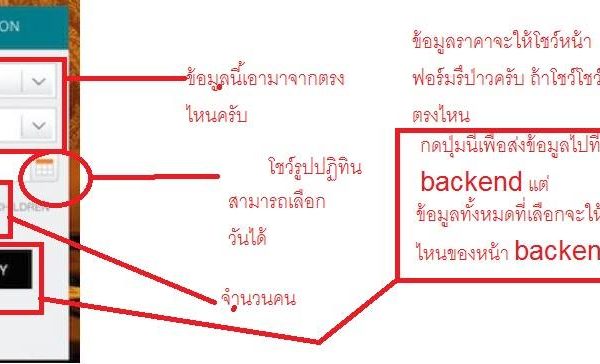 ON
ข้อมูลนี้เอามาจากตรง
ไหนครับ
โชว์รูปปฏิทิน
สามารถเลือก
วันได้
จำนวนคน
CHILDREN
Y
ข้อมูลราคาจะให้โชว์หน้า
ฟอร์มรึป่าวครับ ถ้าโชว์โชว์
ตรงไหน
กดปุ่มนี้เพื่อส่งข้อมูลไปที่
backend แต่
ข้อมูลทั้งหมดที่เลือกจะให้
ไหนของหน้า backen